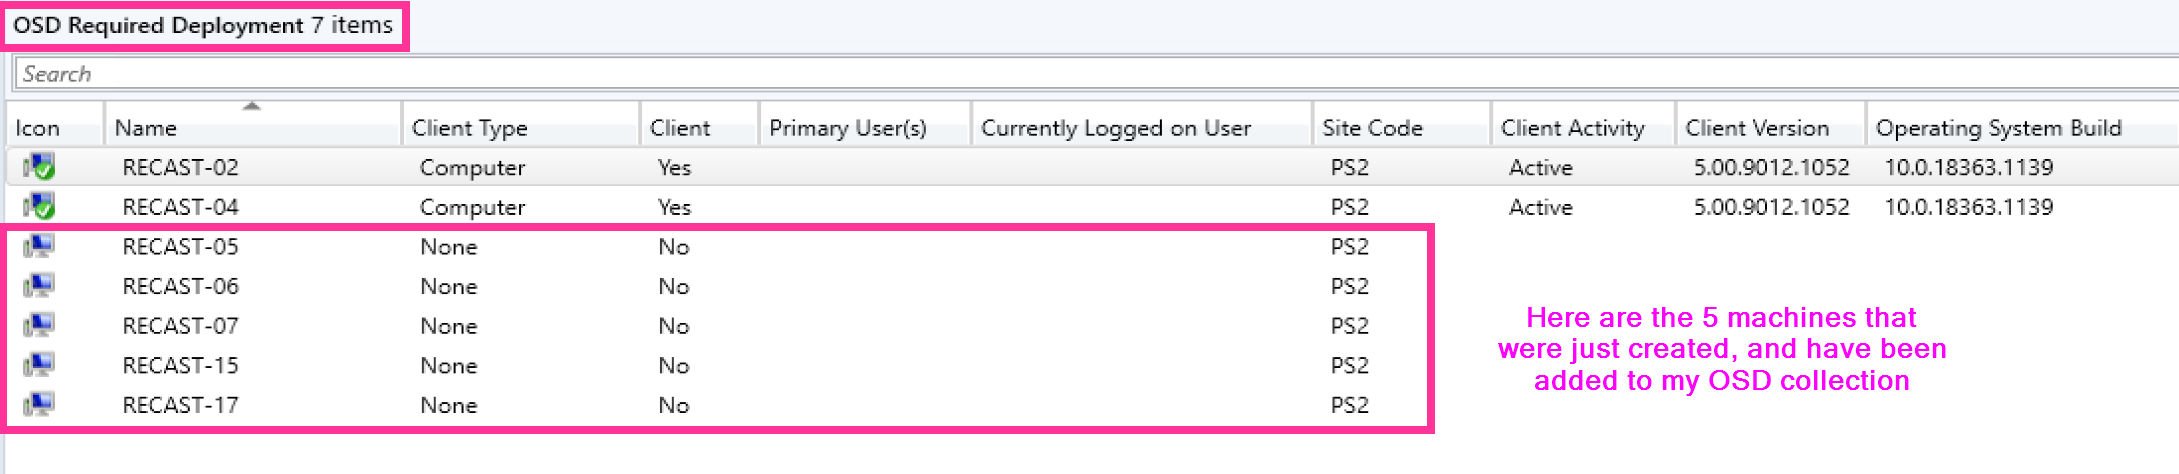 OSD Required Deployment 7 items
Search
Icon Name Client Type Client Primary User(s) Currently Logged on User Site Code Client Activity Client Version Operating System Build
RECAST-02 Computer Yes PS2 Active 5.00.9012.1052 10.0.18363.1139
RECAST-04 Computer Yes PS2 Active 5.00.9012.1052 10.0.18363.1139
RECAST-05 None No PS2
RECAST-06 None No PS2
RECAST-07 None No PS2
RECAST-15 None No PS2
RECAST-17 None No PS2
Here are the 5 machines that
were just created, and have been
added to my OSD collection